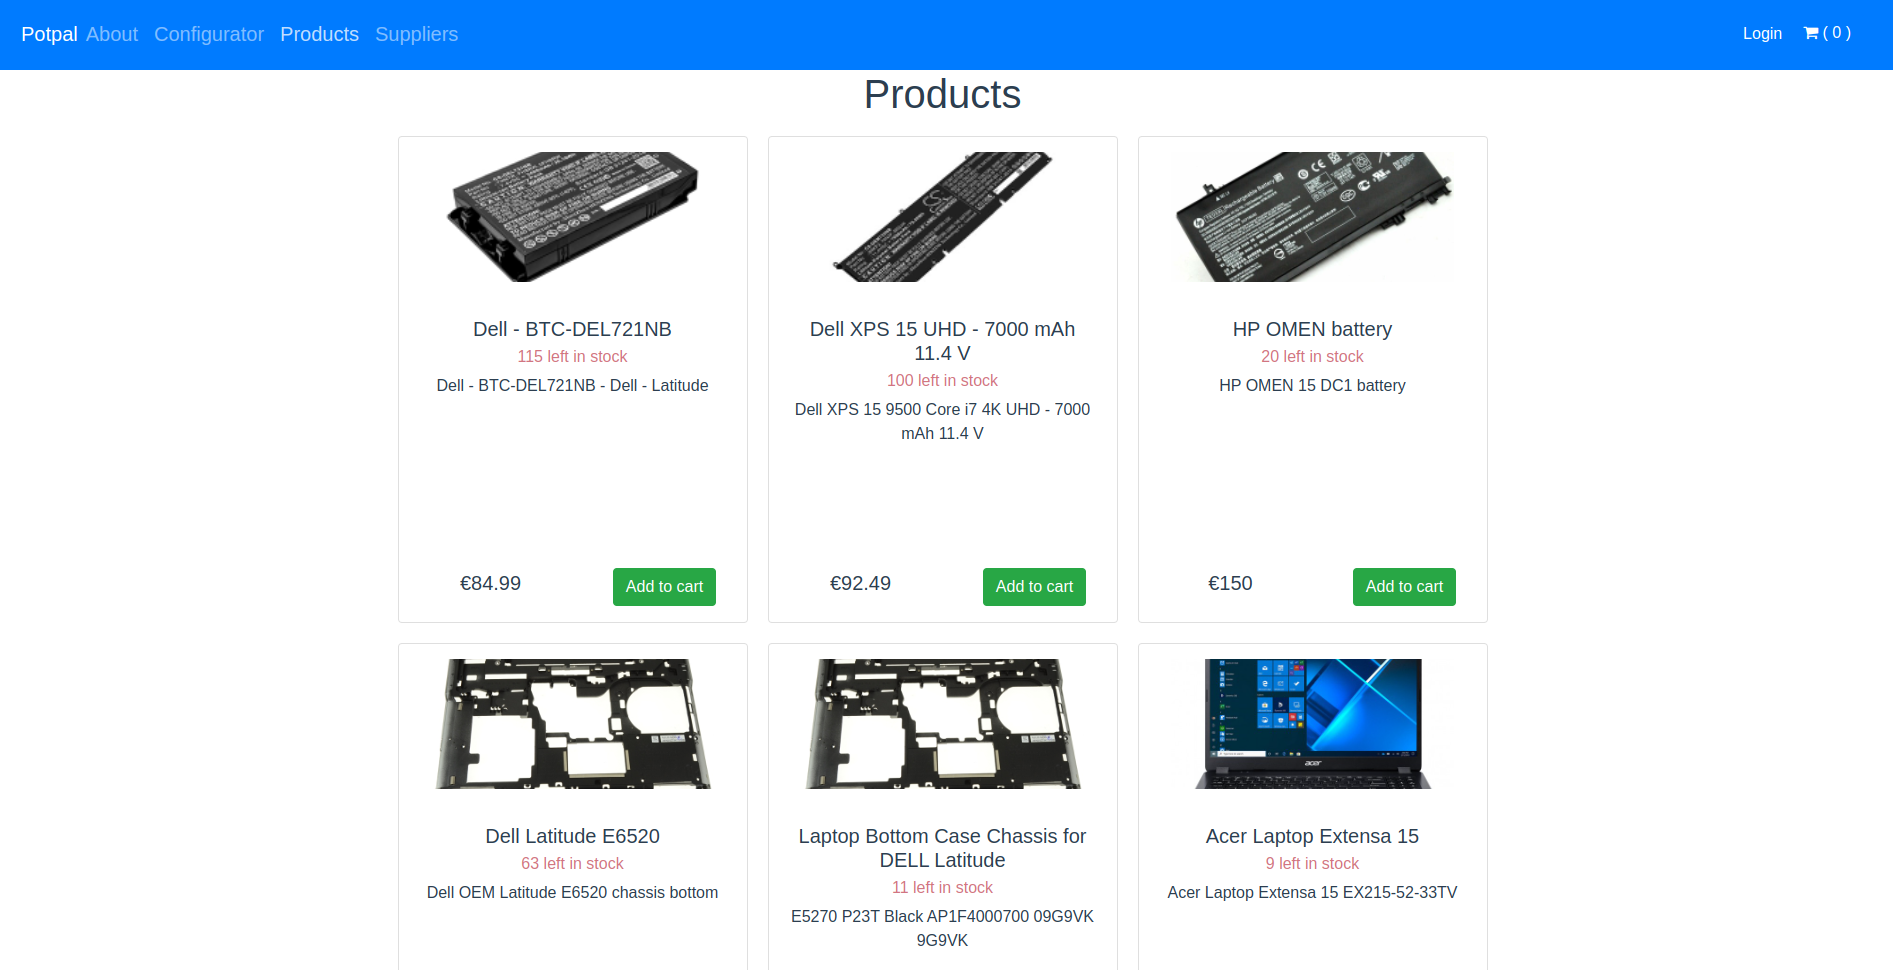 Potpal About Configurator Products Suppliers
Login ( 0 )
Products
Dell - BTC-DEL721NB
115 left in stock
Dell - BTC-DEL721NB - Dell - Latitude
€84.99
Add to cart
Dell XPS 15 UHD - 7000 mAh
11.4 V
100 left in stock
Dell XPS 15 9500 Core i7 4K UHD - 7000
mAh 11.4 V
€92.49
Add to cart
HP OMEN battery
20 left in stock
HP OMEN 15 DC1 battery
€150
Add to cart
Dell Latitude E6520
63 left in stock
Dell OEM Latitude E6520 chassis bottom
Laptop Bottom Case Chassis for
DELL Latitude
11 left in stock
E5270 P23T Black AP1F4000700 09G9VK
9G9VK
acer
Acer Laptop Extensa 15
9 left in stock
Acer Laptop Extensa 15 EX215-52-33TV